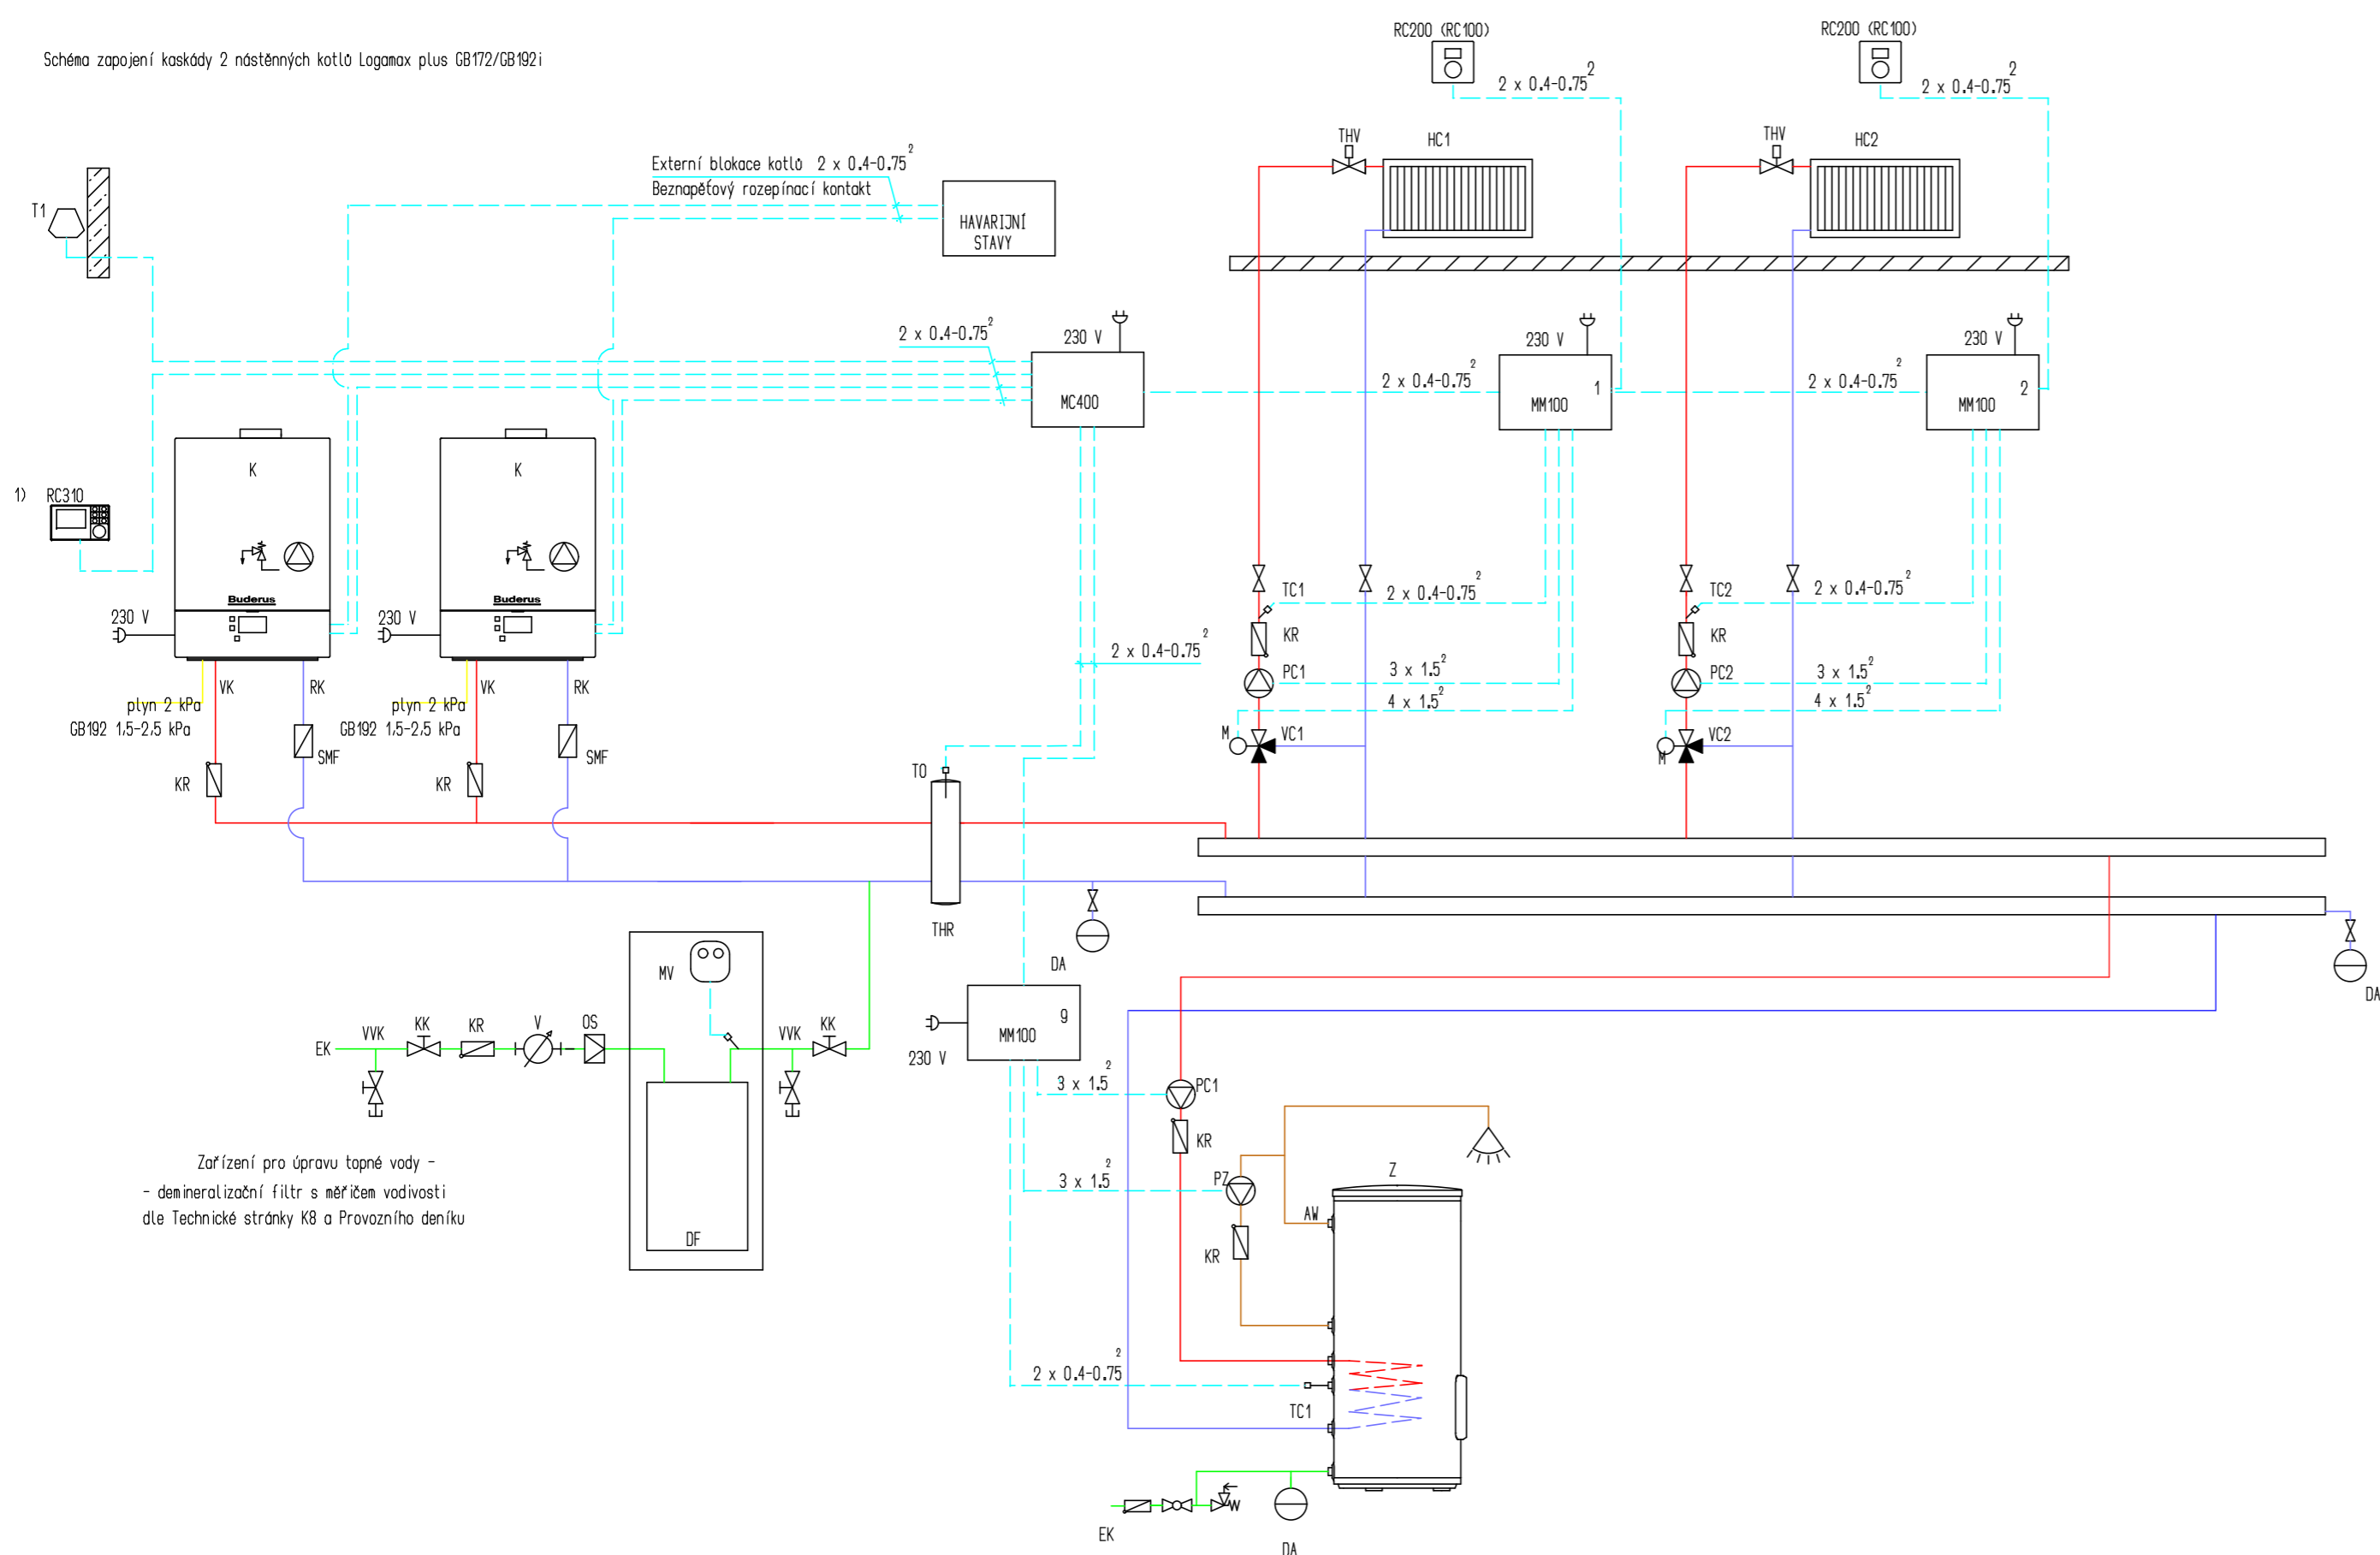 RC200 (RC100)
RC200 (RC100)
Schéma zapojení kaskády 2 nástěnných kotlů Logamax plus GB172/GB192i
2 x 0.4-0.75²
2 x 0.4-0.75²
THV
HC1
THV
HC2
Externí blokace kotlů 2 x 0.4-0.75²
Beznapěťový rozepínací kontakt
T1
HAVARIJNÍ
STAVY
2 x 0.4-0.75²
230 V
230 V
230 V
2 x 0.4-0.75²
2 x 0.4-0.75²
MC400
1
MM100
2
MM100
K
K
1)
RC310
Buderus
Buderus
TC1
2 x 0.4-0.75²
TC2
2 x 0.4-0.75²
230 V
230 V
KR
KR
2 x 0.4-0.75²
PC1
3 x 1.5²
PC2
3 x 1.5²
VK
RK
VK
RK
4 x 1.5²
4 x 1.5²
plyn 2 kPa
plyn 2 kPa
GB192 1,5-2,5 kPa
GB192 1,5-2,5 kPa
M
VC1
M
VC2
SMF
SMF
KR
KR
TO
THR
DA
DA
MV
EK
VVK
KK
KR
V
OS
VVK
KK
9
MM100
230 V
3 x 1.5²
PC1
KR
Zařízení pro úpravu topné vody -
- demineralizační filtr s měřičem vodivosti
dle Technické stránky K8 a Provozního deníku
DF
3 x 1.5²
PZ
Z
AW
KR
2 x 0.4-0.75²
TC1
EK
DA